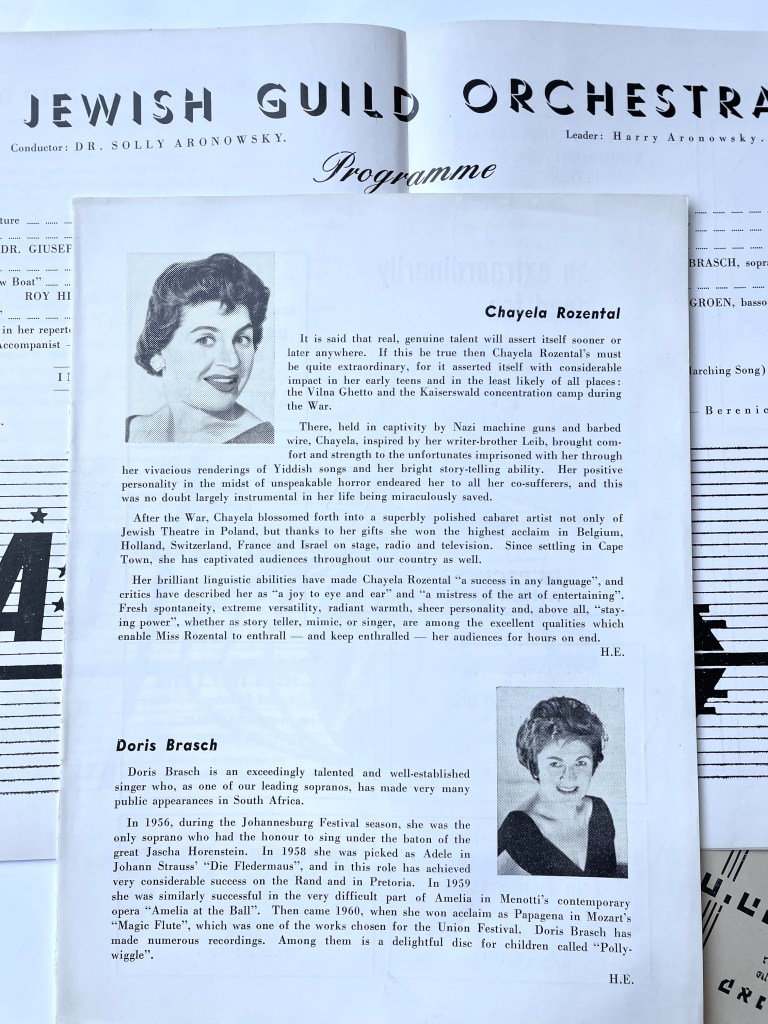 JEWISH GUILD ORCHESTRA
Conductor: DR. SOLLY ARONOWSKY.
Leader: Harry Aronowsky.
Programme
ture
DR. GIUSEF
w Boat"
ROY HI
in her reperto
Accompanist –
I N
BRASCH, sopra
GROEN, basso
larching Song)
— Berenic
Chayela Rozental
It is said that real, genuine talent will assert itself sooner or
later anywhere. If this be true then Chayela Rozental's must
be quite extraordinary, for it asserted itself with considerable
impact in her early teens and in the least likely of all places:
the Vilna Ghetto and the Kaiserswald concentration camp during
the War.
There, held in captivity by Nazi machine guns and barbed
wire, Chayela, inspired by her writer-brother Leib, brought com-
fort and strength to the unfortunates imprisoned with her through
her vivacious renderings of Yiddish songs and her bright story-telling ability. Her positive
personality in the midst of unspeakable horror endeared her to all her co-sufferers, and this
was no doubt largely instrumental in her life being miraculously saved.
After the War, Chayela blossomed forth into a superbly polished cabaret artist not only of
Jewish Theatre in Poland, but thanks to her gifts she won the highest acclaim in Belgium,
Holland, Switzerland, France and Israel on stage, radio and television. Since settling in Cape
Town, she has captivated audiences throughout our country as well.
Her brilliant linguistic abilities have made Chayela Rozental "a success in any language", and
critics have described her as "a joy to eye and ear" and "a mistress of the art of entertaining".
Fresh spontaneity, extreme versatility, radiant warmth, sheer personality and, above all, "stay-
ing power", whether as story teller, mimic, or singer, are among the excellent qualities which
enable Miss Rozental to enthrall — and keep enthralled — her audiences for hours on end.
H.E.
Doris Brasch
Doris Brasch is an exceedingly talented and well-established
singer who, as one of our leading sopranos, has made very many
public appearances in South Africa.
In 1956, during the Johannesburg Festival season, she was the
only soprano who had the honour to sing under the baton of the
great Jascha Horenstein. In 1958 she was picked as Adele in
Johann Strauss' "Die Fledermaus", and in this role has achieved
very considerable success on the Rand and in Pretoria. In 1959
she was similarly successful in the very difficult part of Amelia in Menotti's contemporary
opera "Amelia at the Ball". Then came 1960, when she won acclaim as Papagena in Mozart's
"Magic Flute", which was one of the works chosen for the Union Festival. Doris Brasch has
made numerous recordings. Among them is a delightful disc for children called "Polly-
wiggle".
H.E.